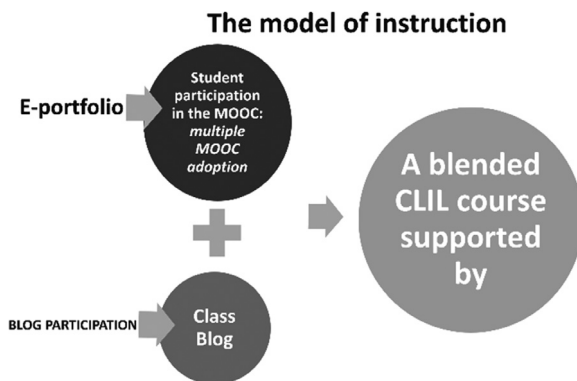 The model of instruction
E-portfolio
Student
participation
in the MOOC:
multiple
MOOC
adoption
A blended
CLIL course
supported
by
BLOG PARTICIPATION
Class
Blog